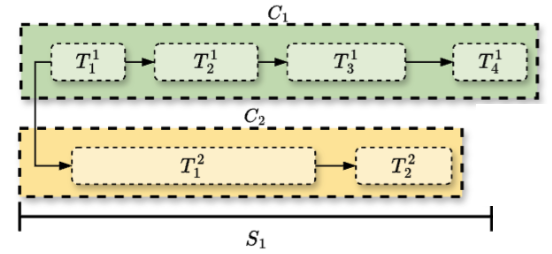 C₁
T₁¹ T₂¹ T₃¹ T₄¹
C₂
T₁² T₂²
S₁